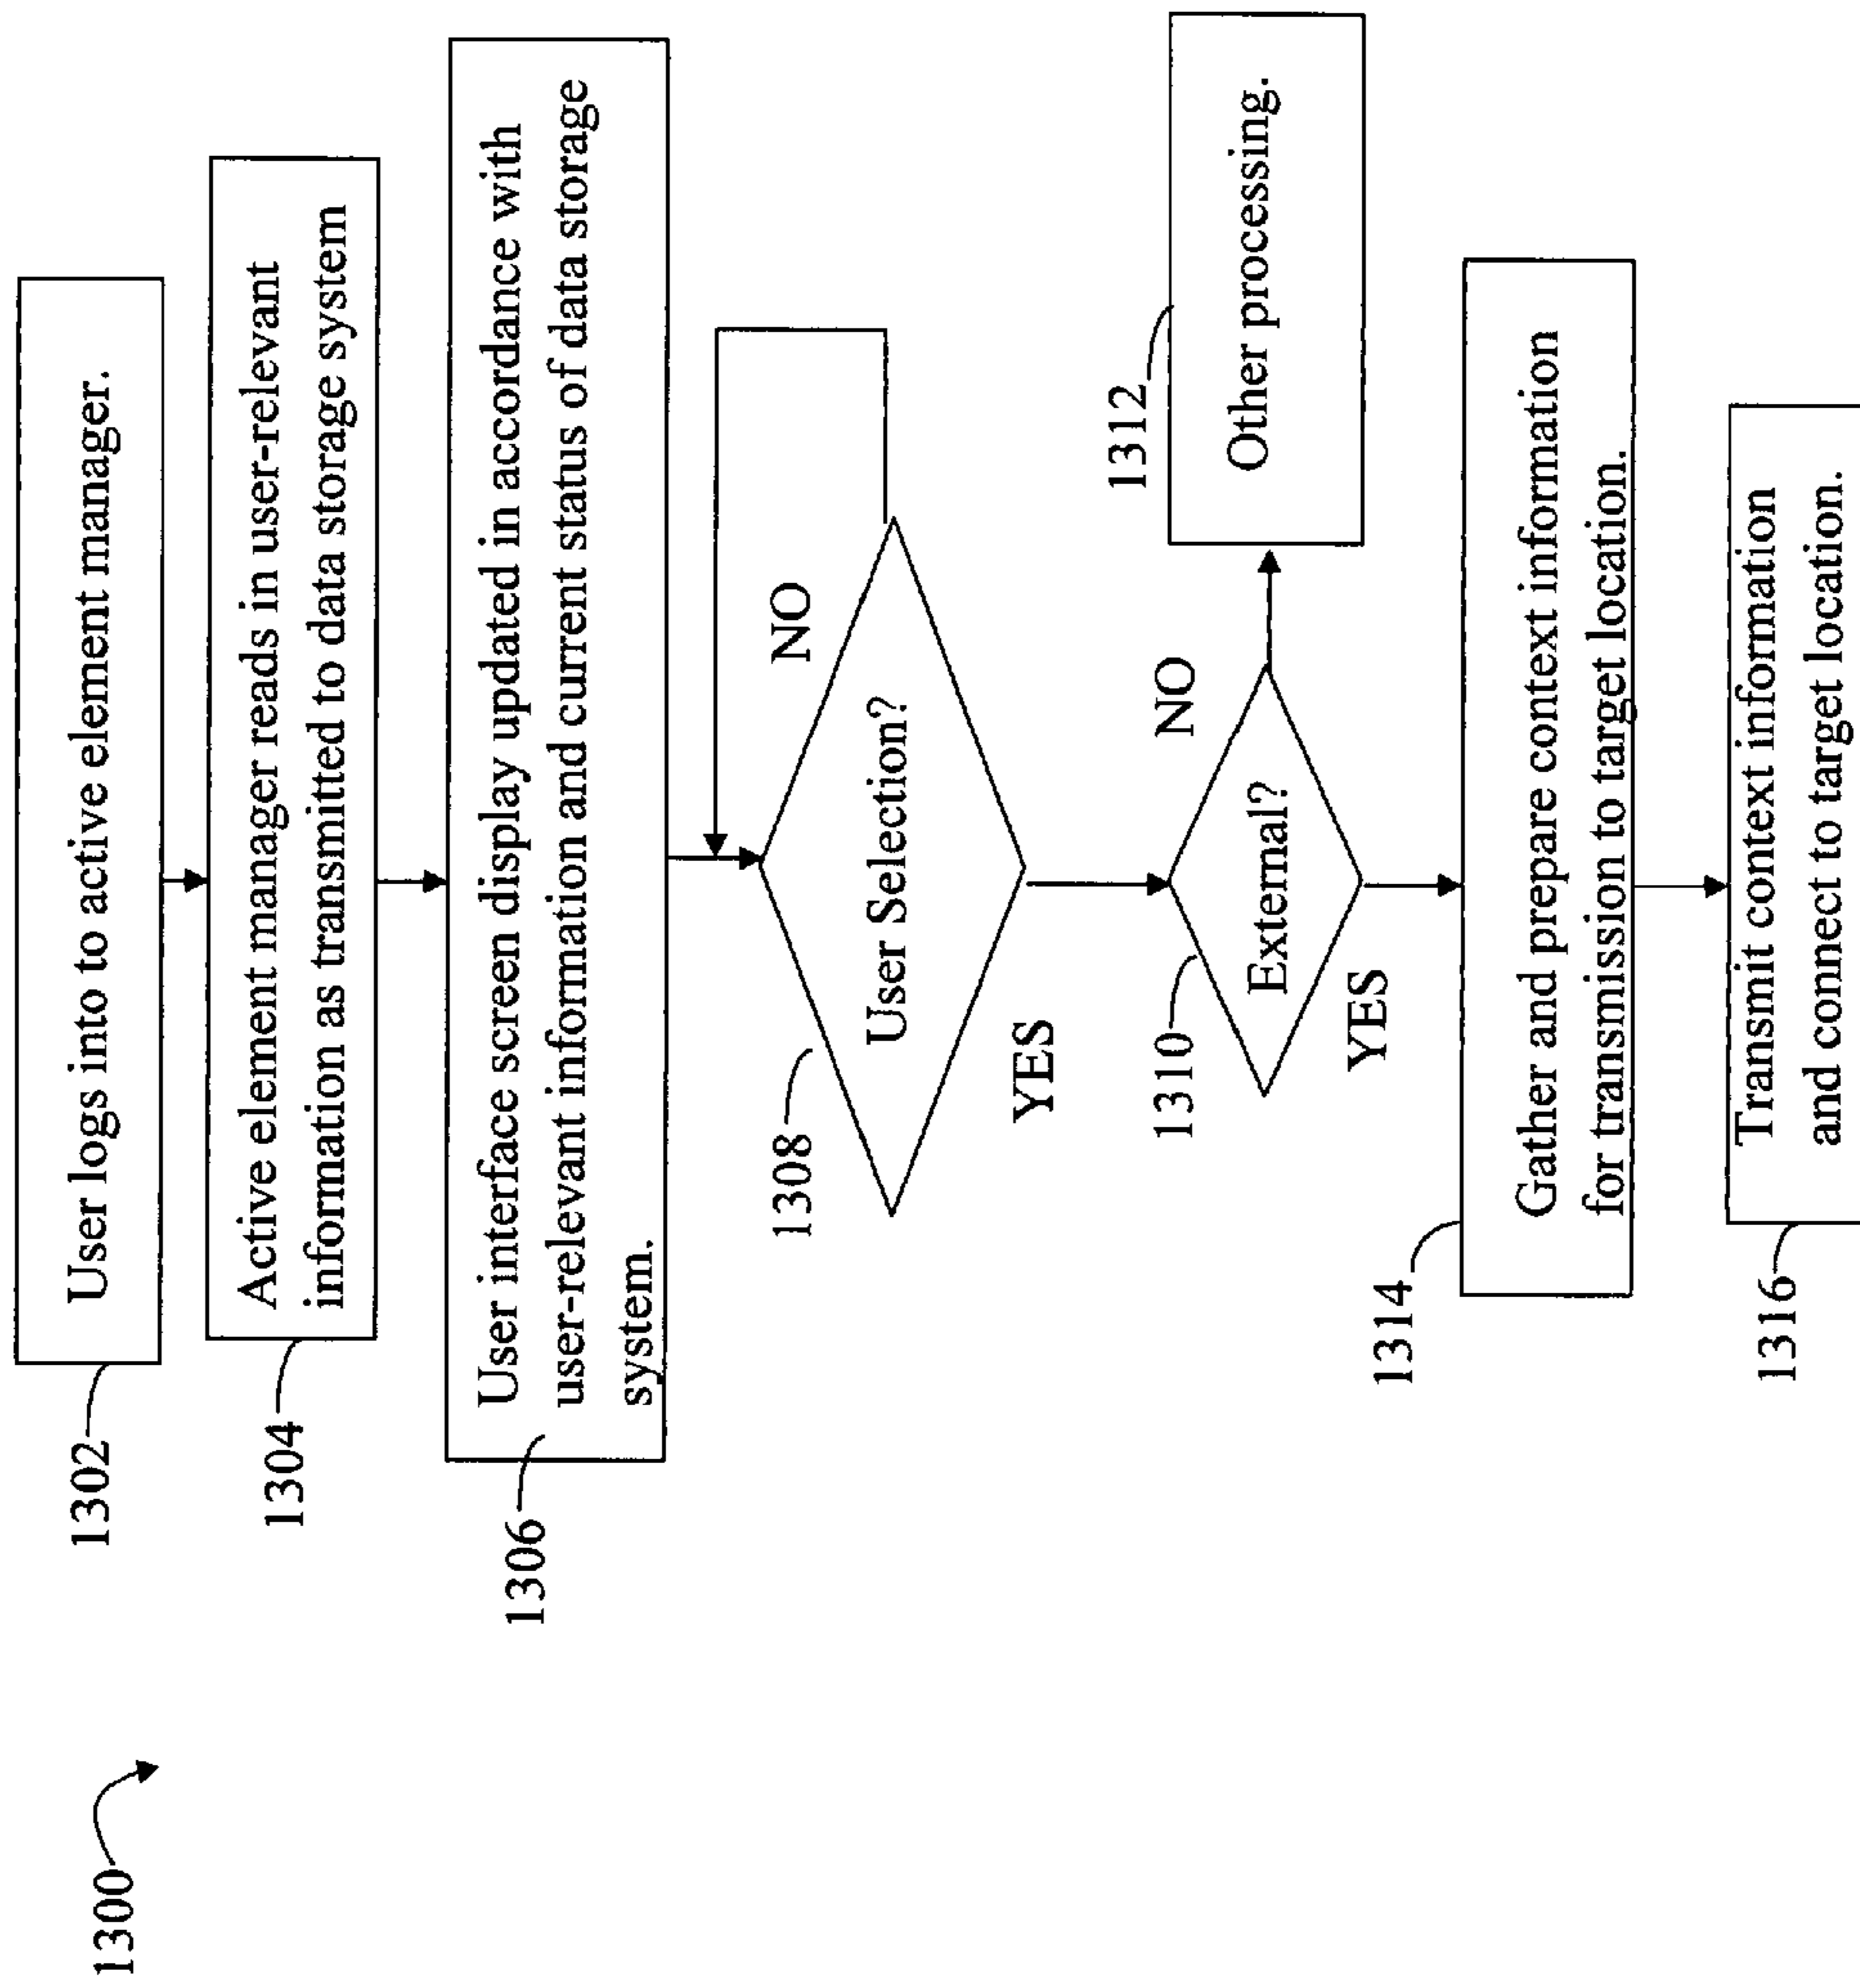 1300
1302
User logs into to active element manager.
1304
Active element manager reads in user-relevant
information as transmitted to data storage system
1306
User interface screen display updated in accordance with
user-relevant information and current status of data storage
system.
1308
User Selection?
NO
YES
1310
External?
NO
YES
1312
Other processing.
1314
Gather and prepare context information
for transmission to target location.
1316
Transmit context information
and connect to target location.